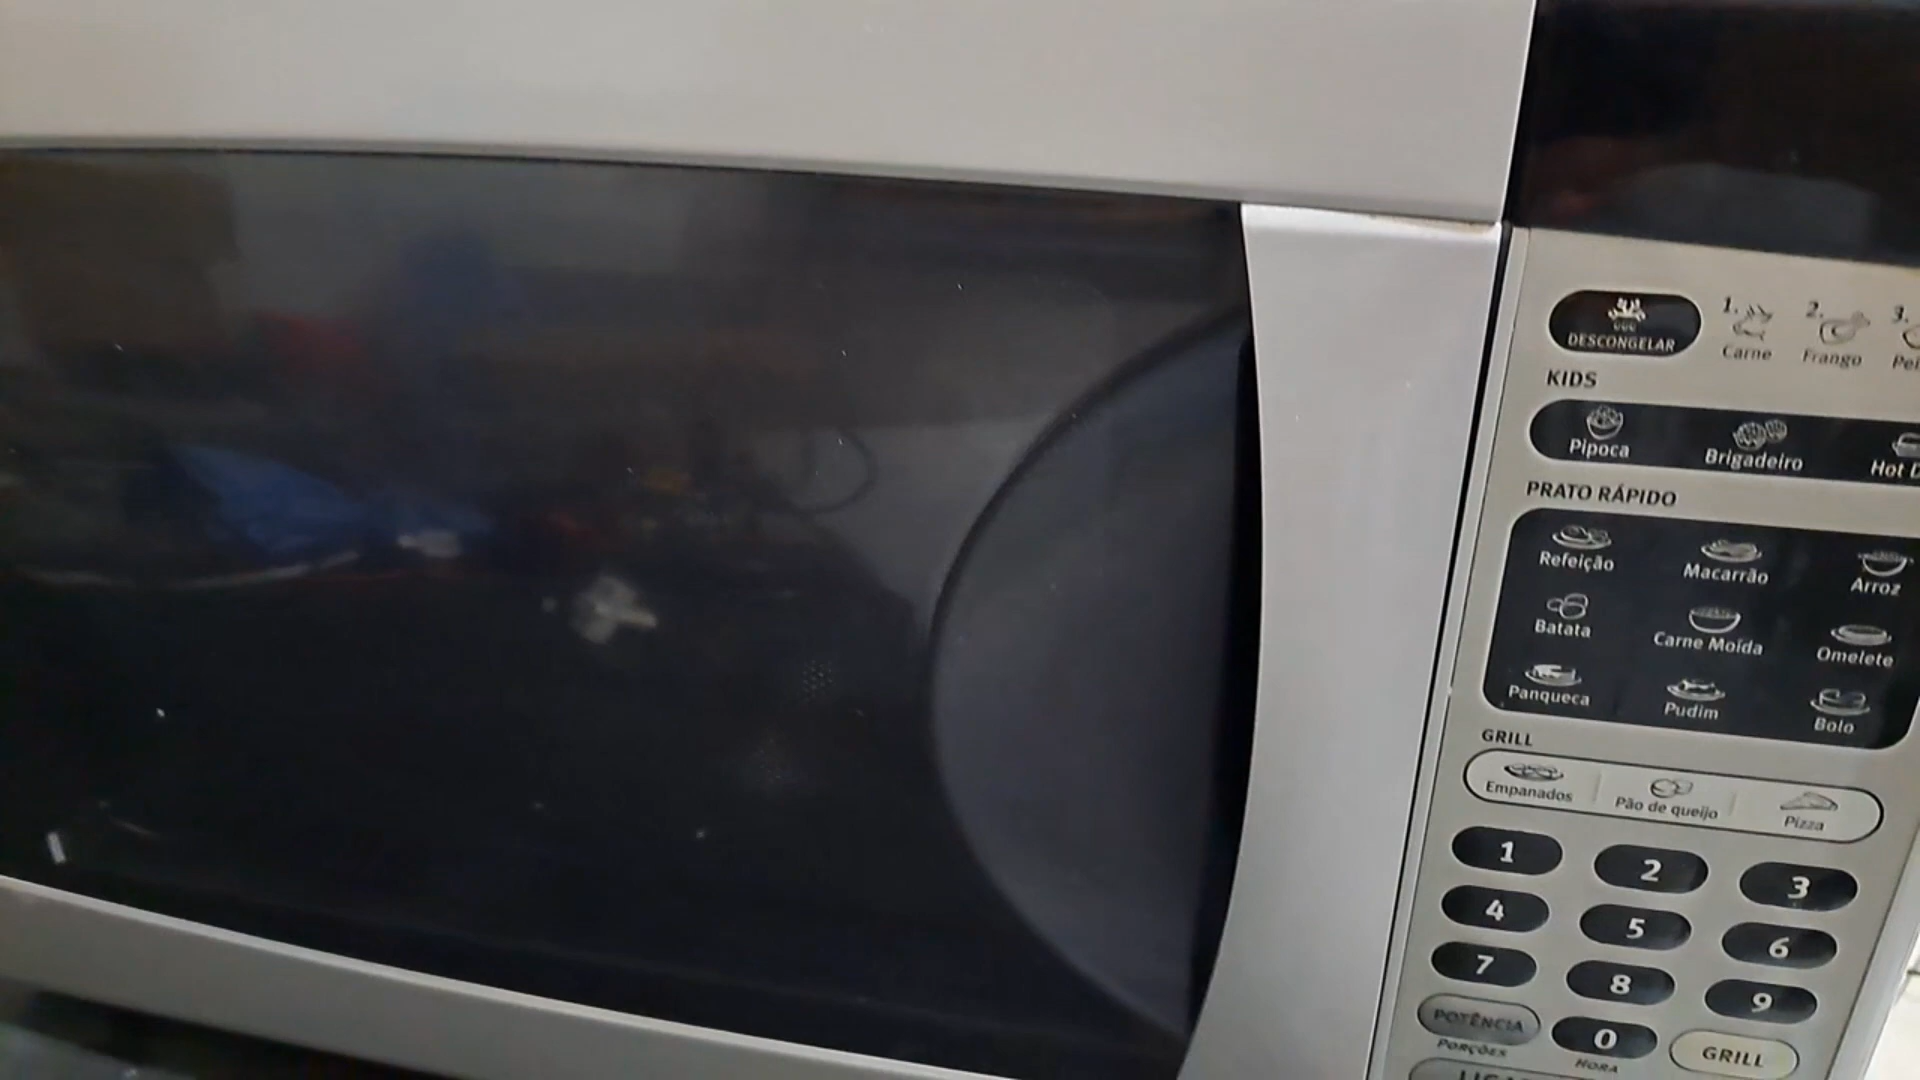 DESCONGELAR
1. Carne
2. Frango
3.
KIDS
Pipoca Brigadeiro Hot
PRATO RÁPIDO
Refeição Macarrão Arroz
Batata Carne Moída Omelete
Panqueca Pudim Bolo
GRILL
Empanados Pão de queijo Pizza
1 2 3
4 5 6
7 8 9
POTÊNCIA 0 GRILL
PORÇÕES HORA